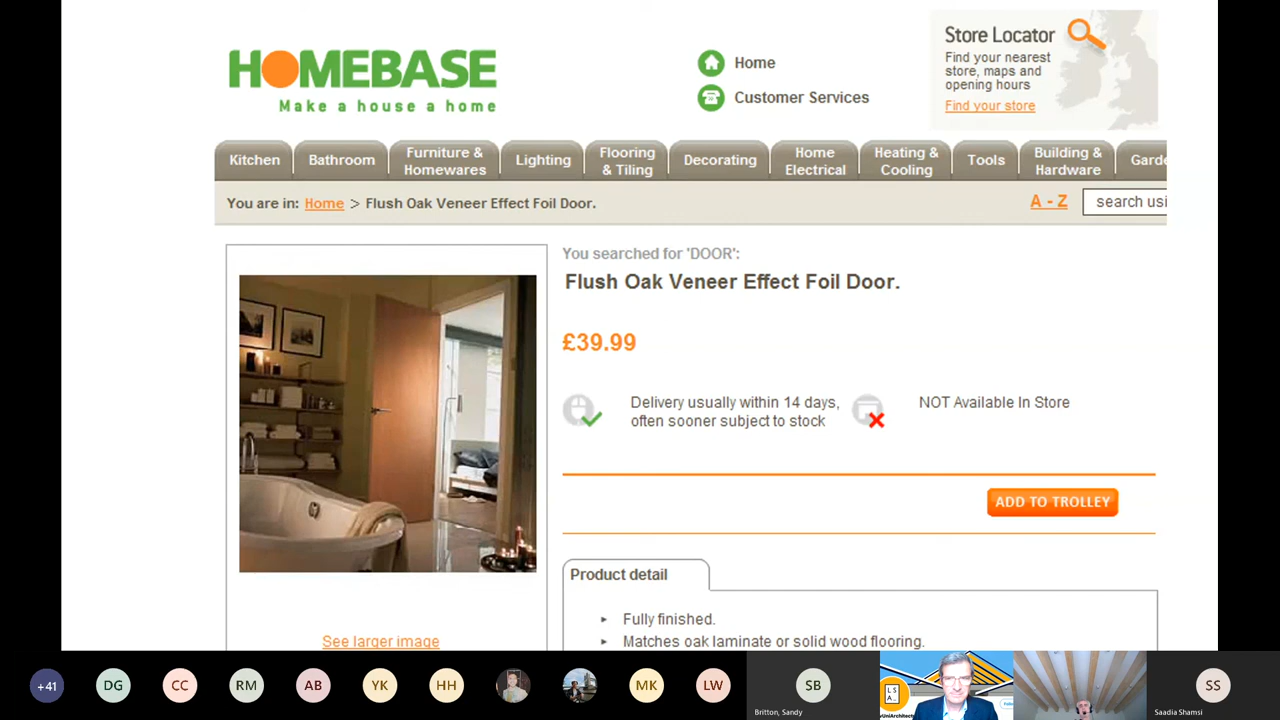 HOMEBASE
Make a house a home
Home
Customer Services
Store Locator
Find your nearest
store, maps and
opening hours
Find your store
Kitchen
Bathroom
Furniture &
Homewares
Lighting
Flooring
& Tiling
Decorating
Home
Electrical
Heating &
Cooling
Tools
Building &
Hardware
Garde
You are in: Home > Flush Oak Veneer Effect Foil Door.
A - Z
search usi
You searched for 'DOOR':
Flush Oak Veneer Effect Foil Door.
£39.99
Delivery usually within 14 days,
often sooner subject to stock
NOT Available In Store
ADD TO TROLLEY
Product detail
▸ Fully finished.
▸ Matches oak laminate or solid wood flooring.
See larger image
+41
DG
CC
RM
AB
YK
HH
MK
LW
SB
Britton, Sandy
LS
A
SS
Saadia Shamsi